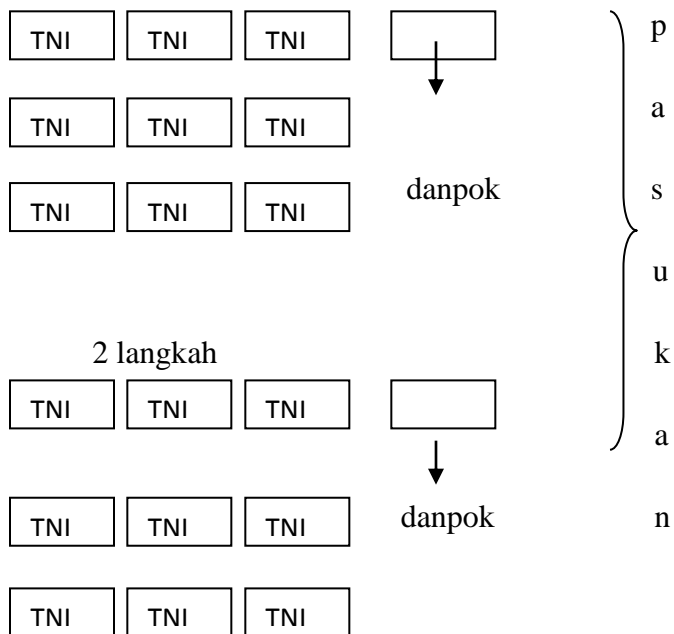 TNI TNI TNI
TNI TNI TNI
TNI TNI TNI
danpok
2 langkah
TNI TNI TNI
TNI TNI TNI
danpok
TNI TNI TNI
p
a
s
u
k
a
n